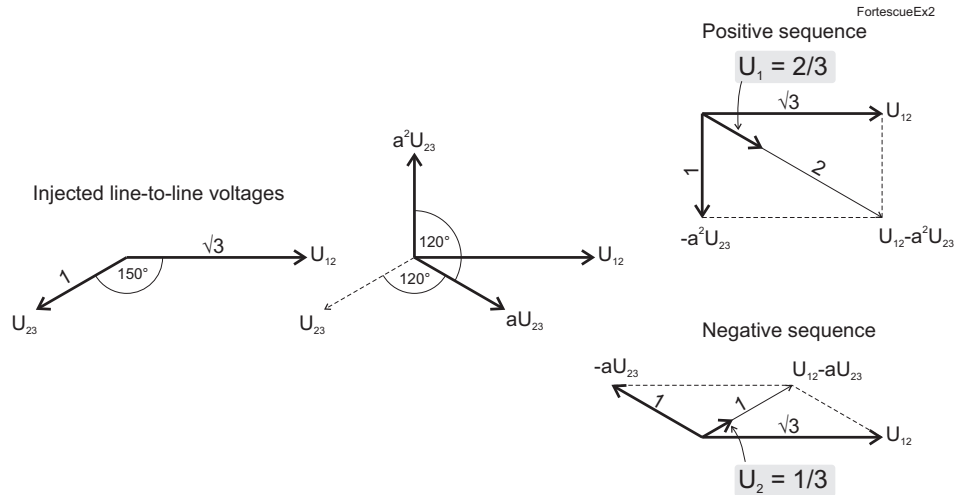 FortescueEx2
Positive sequence
U₁ = 2/3
√3
U₁₂
1
2
-a²U₂₃
U₁₂-a²U₂₃
Injected line-to-line voltages
√3
U₁₂
1
150°
U₂₃
a²U₂₃
120°
U₁₂
120°
U₂₃
aU₂₃
Negative sequence
-aU₂₃
U₁₂-aU₂₃
1
1
√3
U₁₂
U₂ = 1/3